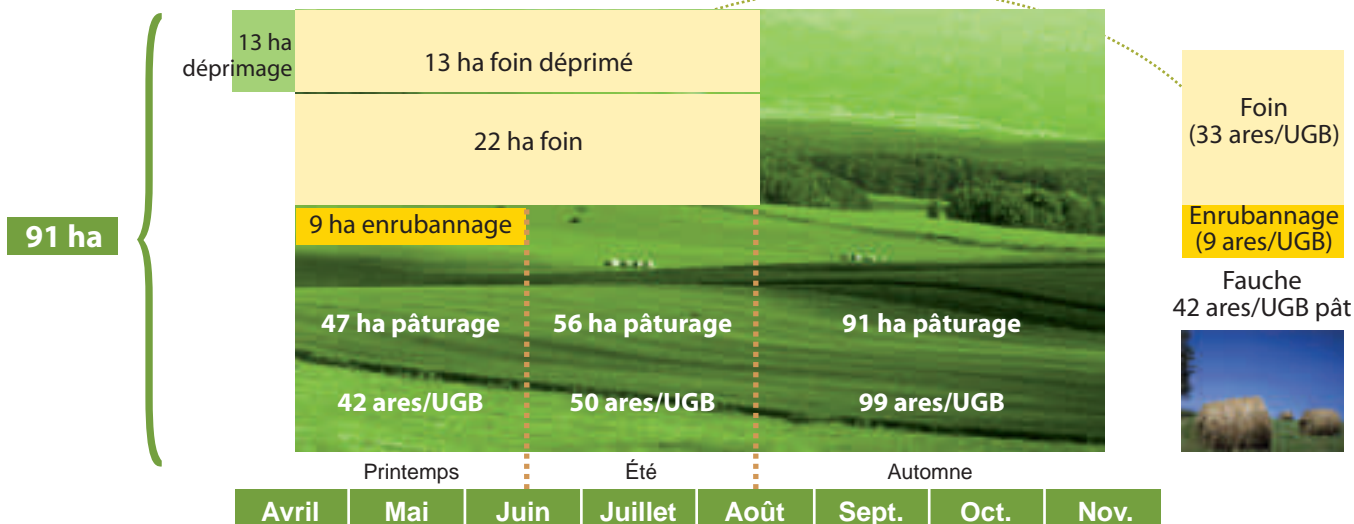 91 ha
13 ha
déprimage
13 ha foin déprimé
22 ha foin
9 ha enrubannage
47 ha pâturage
56 ha pâturage
91 ha pâturage
42 ares/UGB
50 ares/UGB
99 ares/UGB
Printemps
Été
Automne
Avril
Mai
Juin
Juillet
Août
Sept.
Oct.
Nov.
Foin
(33 ares/UGB)
Enrubannage
(9 ares/UGB)
Fauche
42 ares/UGB pât